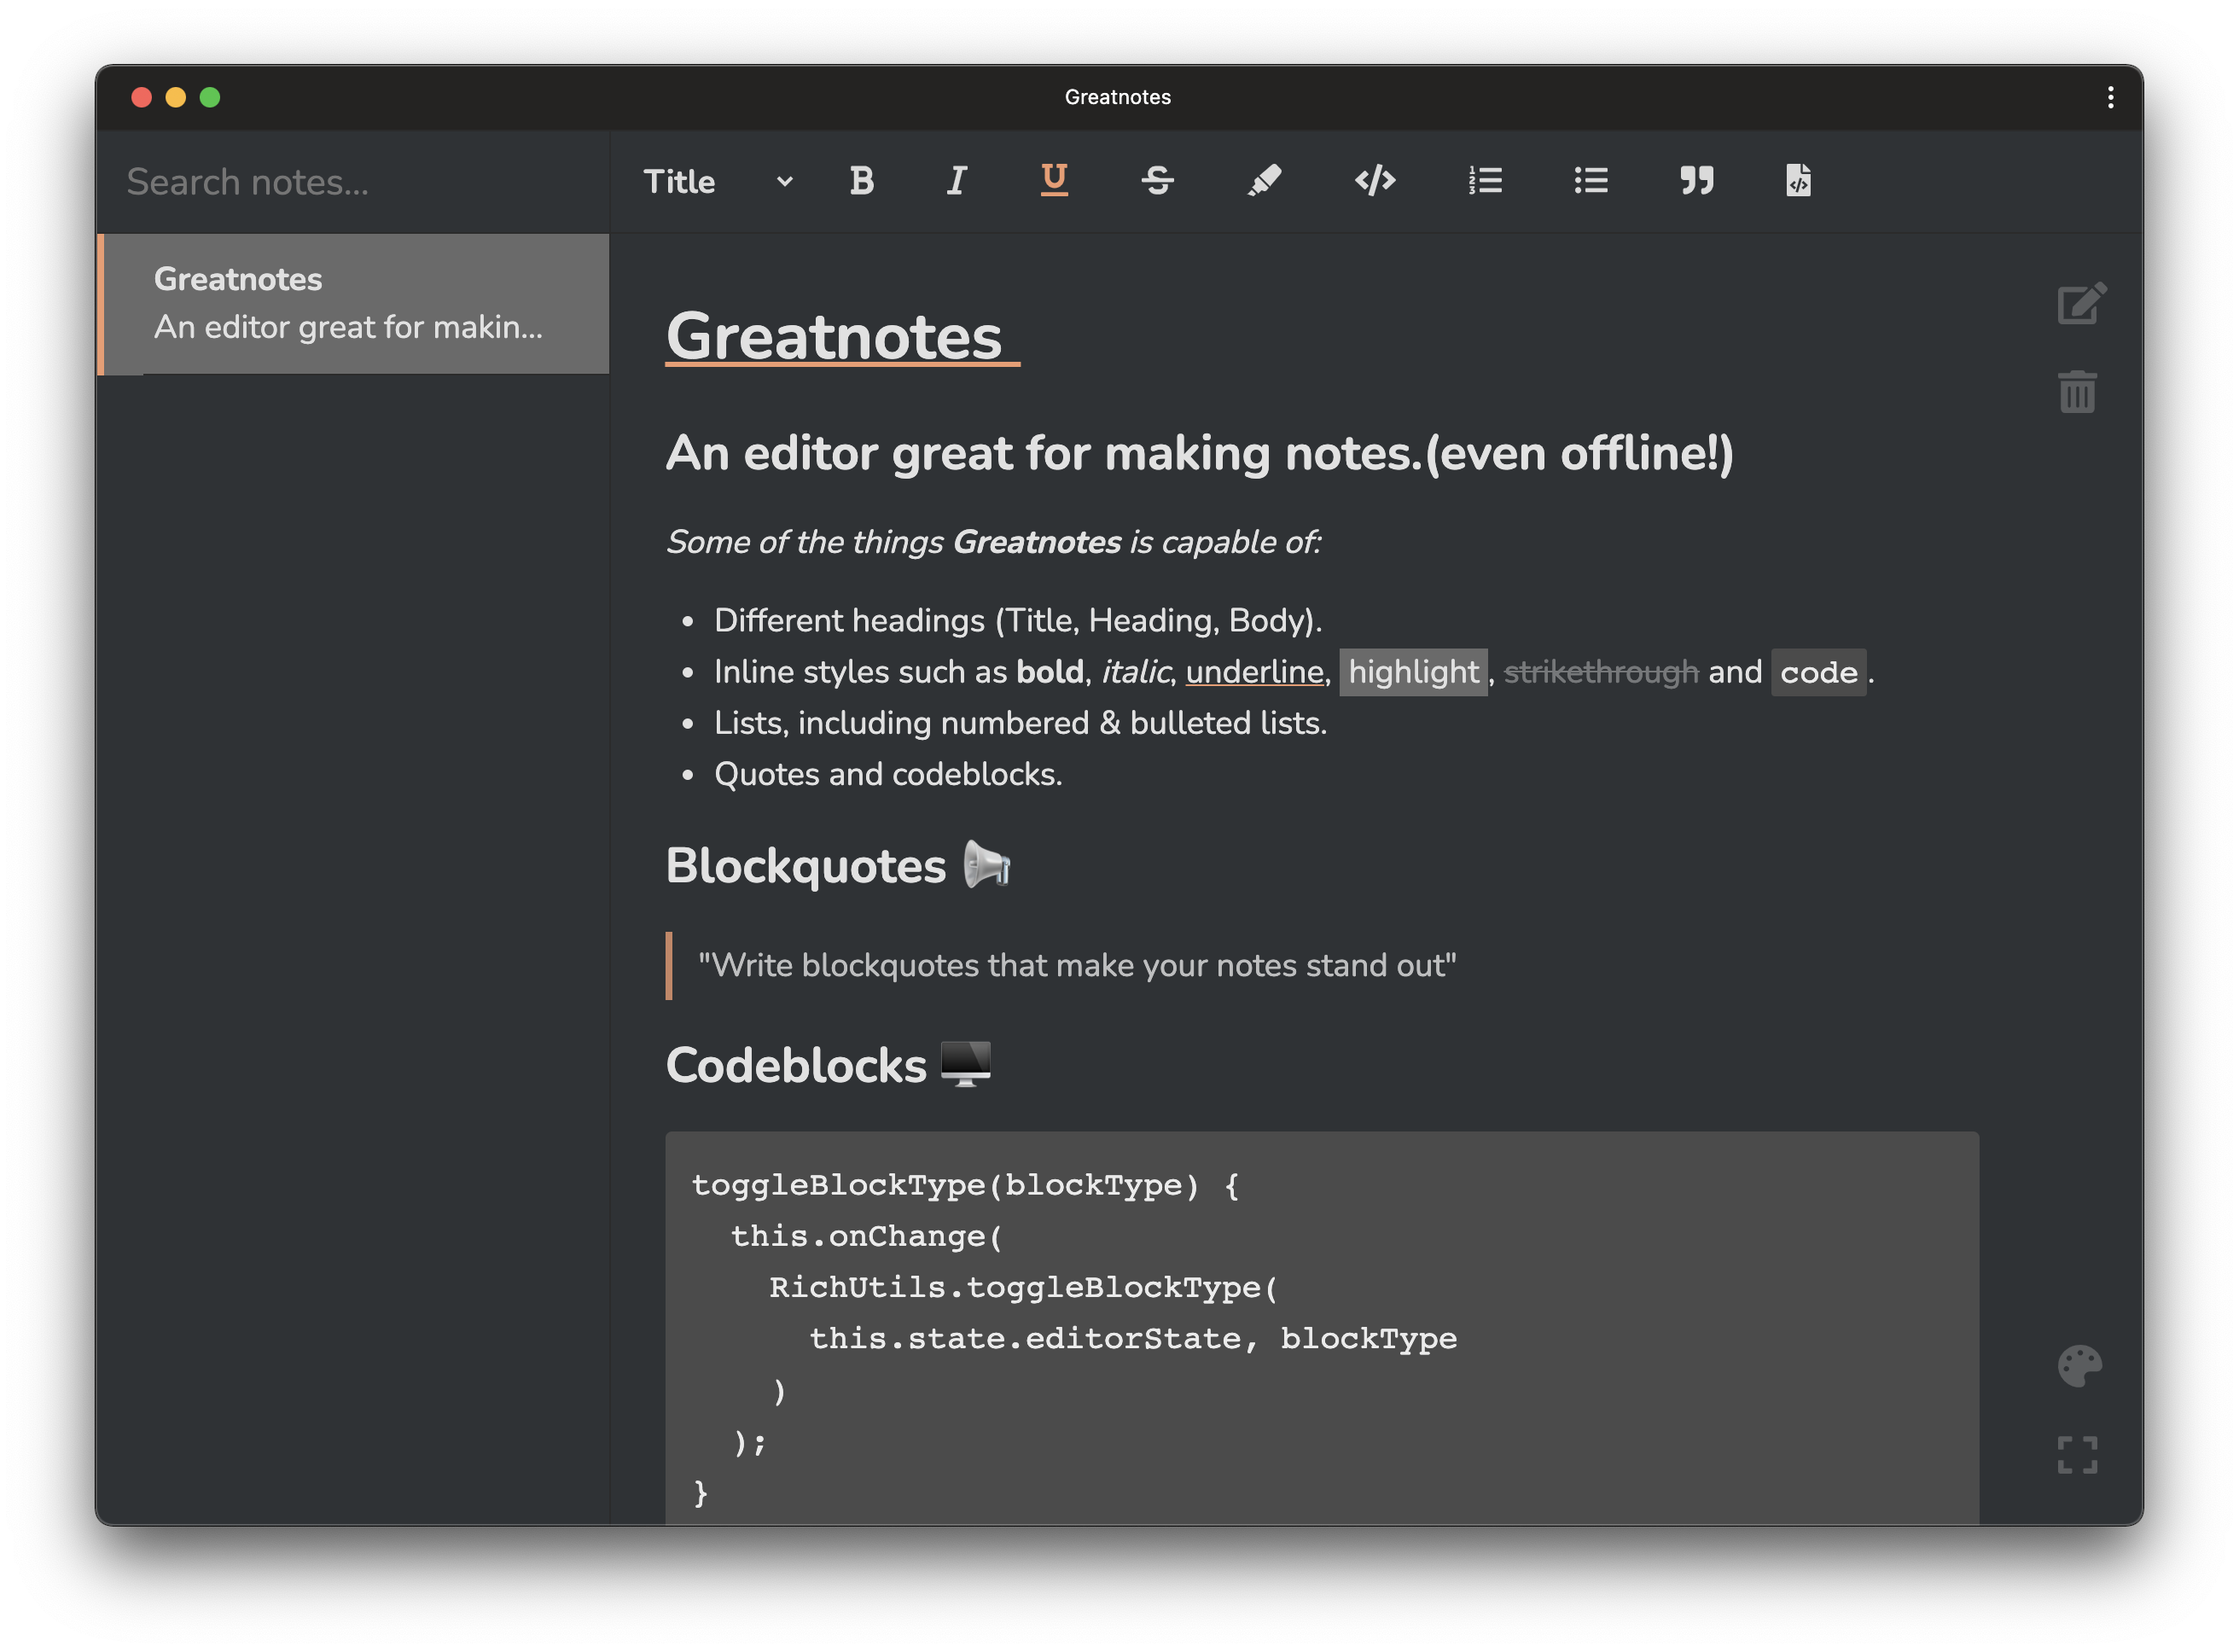 Greatnotes
Search notes...
Title
B I U S
Greatnotes
An editor great for makin...
Greatnotes
An editor great for making notes.(even offline!)
Some of the things Greatnotes is capable of:
• Different headings (Title, Heading, Body).
• Inline styles such as bold, italic, underline, highlight, strikethrough and code.
• Lists, including numbered & bulleted lists.
• Quotes and codeblocks.
Blockquotes 📢
"Write blockquotes that make your notes stand out"
Codeblocks 🖥️
toggleBlockType(blockType) {
  this.onChange(
    RichUtils.toggleBlockType(
      this.state.editorState, blockType
    )
  );
}